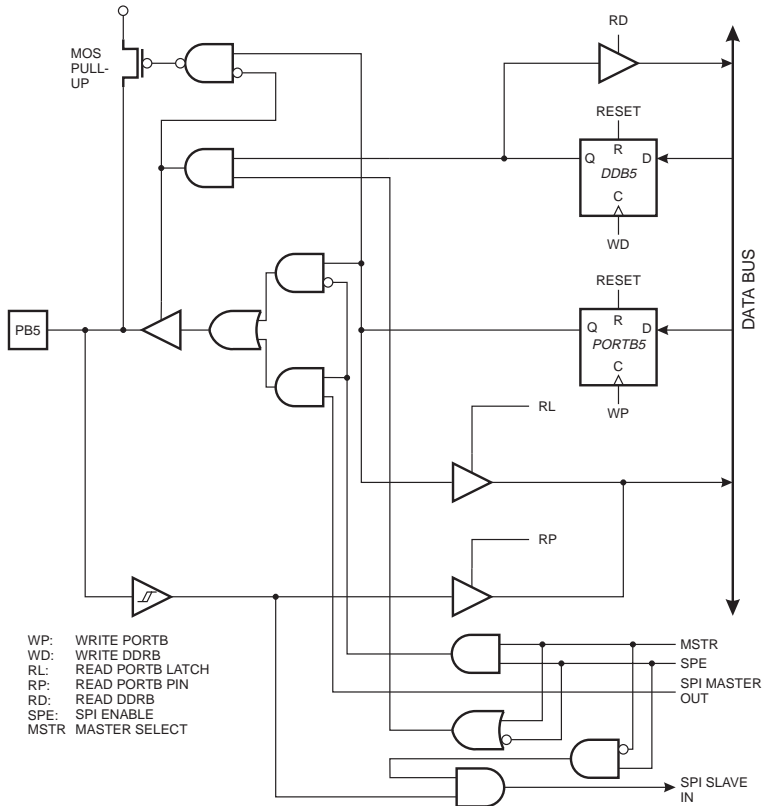 RD
MOS
PULL-
UP
RESET
R
Q
D
DDB5
C
WD
RESET
R
Q
D
PORTB5
C
WP
PB5
DATA BUS
RL
RP
WP: WRITE PORTB
WD: WRITE DDRB
RL: READ PORTB LATCH
RP: READ PORTB PIN
RD: READ DDRB
SPE: SPI ENABLE
MSTR MASTER SELECT
MSTR
SPE
SPI MASTER
OUT
SPI SLAVE
IN